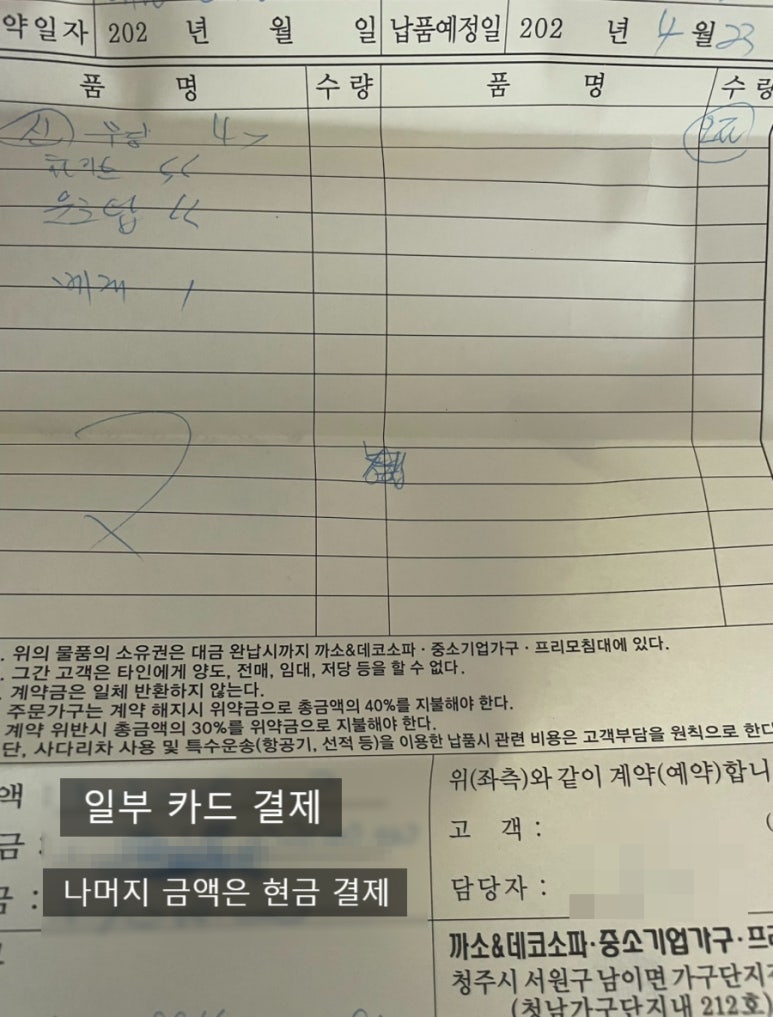 약일자 202 년 월 일 납품예정일 202 년 4월 23
품 명 수량 품 명 수량
신 4
오전
1
. 위의 물품의 소유권은 대금 완납시까지 까소&데코소파·중소기업가구·프리모침대에 있다.
. 그간 고객은 타인에게 양도, 전매, 임대, 저당 등을 할 수 없다.
. 계약금은 일체 반환하지 않는다.
주문가구는 계약 해지시 위약금으로 총금액의 40%를 지불해야 한다.
계약 위반시 총금액의 30%를 위약금으로 지불해야 한다.
단, 사다리차 사용 및 특수운송(항공기, 선적 등)을 이용한 납품시 관련 비용은 고객부담을 원칙으로 한다
액 일부 카드 결제
금 :
금 : 나머지 금액은 현금 결제
위(좌측)와 같이 계약(예약)합니
고 객 :
담당자 :
까소&데코소파·중소기업가구·프리
청주시 서원구 남이면 가구단지
(척남가구단지내 212호)